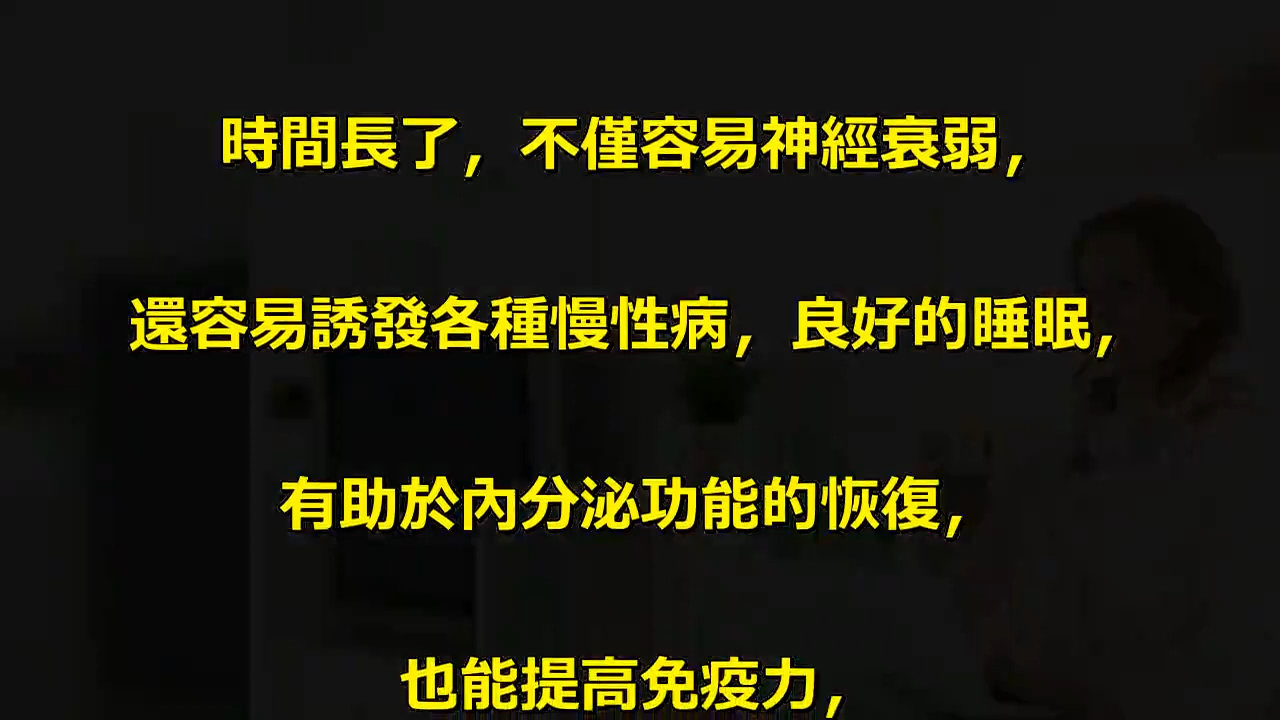 時間長了，不僅容易神經衰弱，
還容易誘發各種慢性病，良好的睡眠，
有助於內分泌功能的恢復，
也能提高免疫力，